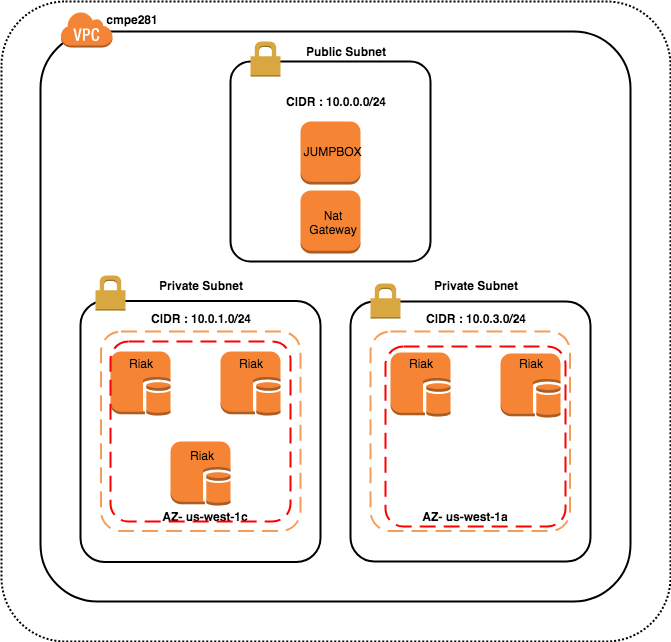 cmpe281
VPC
Public Subnet
CIDR : 10.0.0.0/24
JUMPBOX
Nat
Gateway
Private Subnet
CIDR : 10.0.1.0/24
Riak
Riak
Riak
AZ- us-west-1c
Private Subnet
CIDR : 10.0.3.0/24
Riak
Riak
AZ- us-west-1a